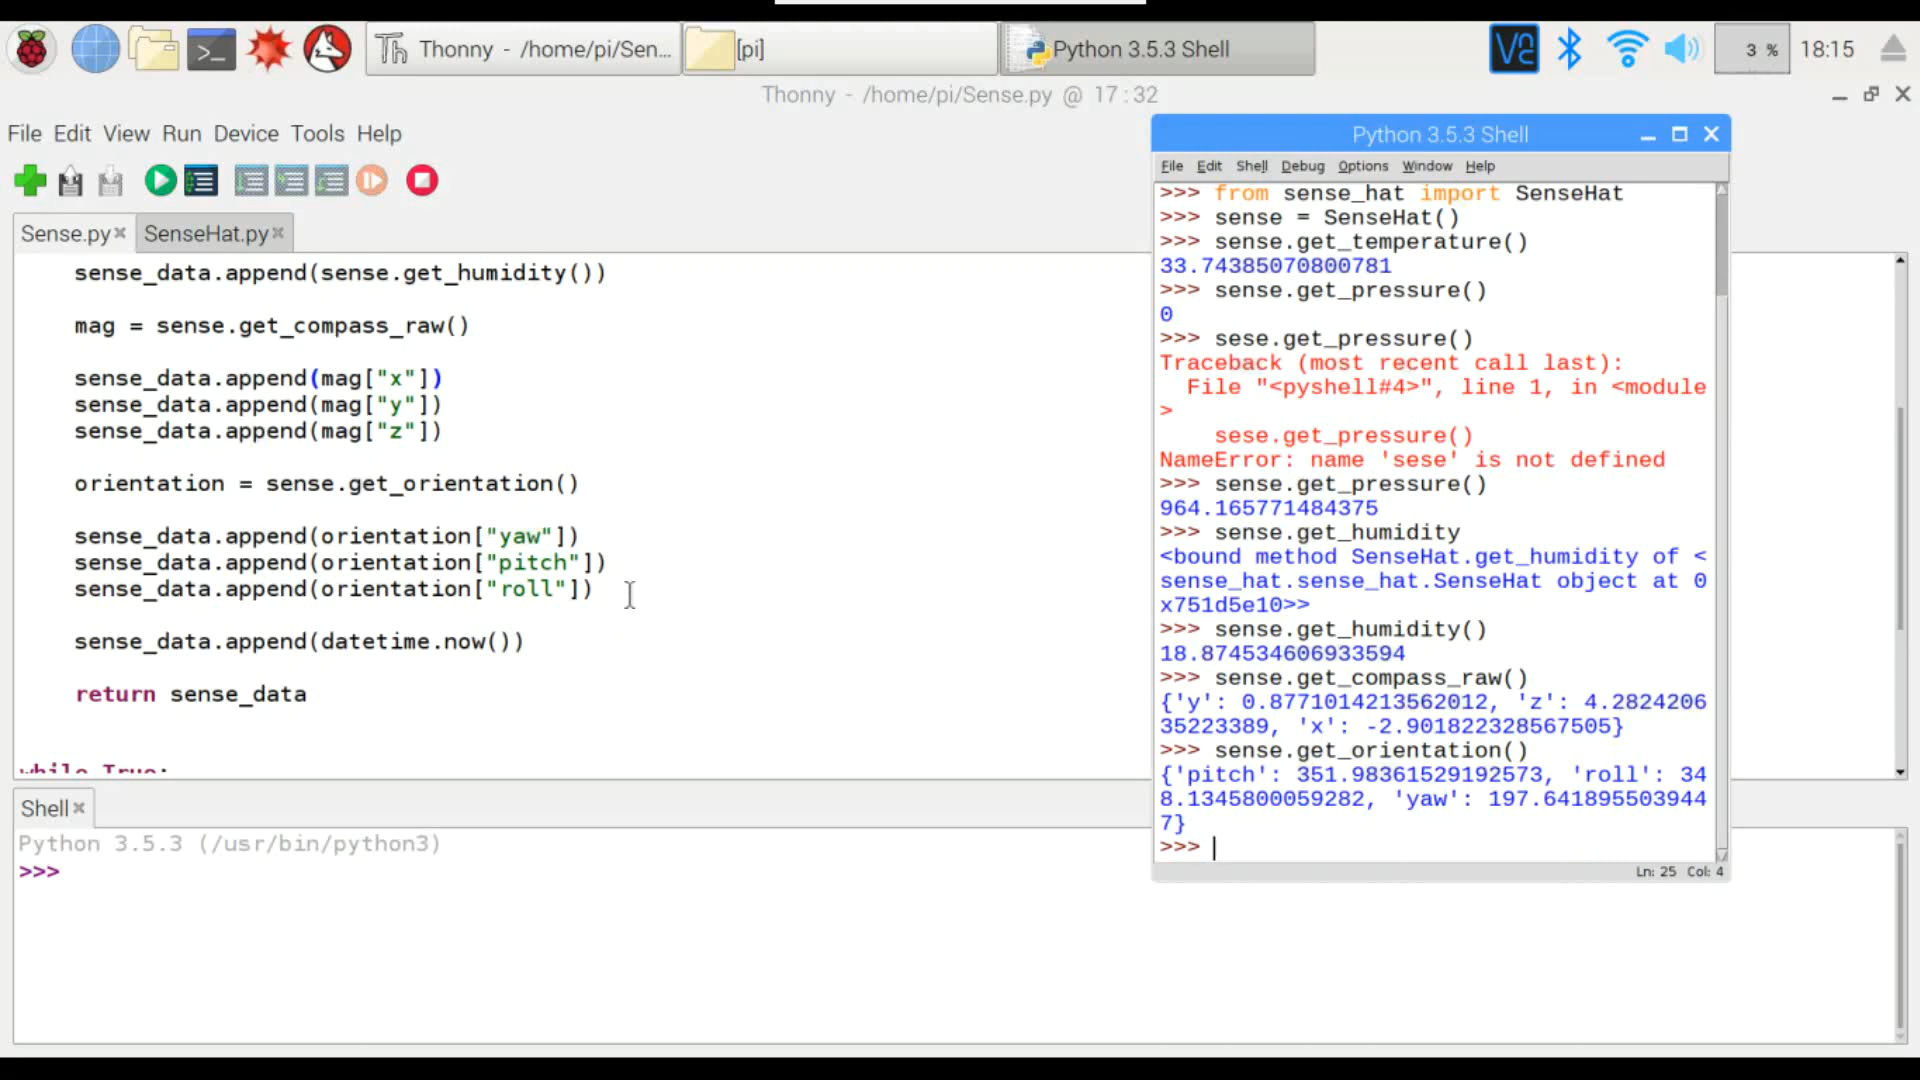 Thonny - /home/pi/Sen...
[pi]
Python 3.5.3 Shell
3 %
18:15
Thonny - /home/pi/Sense.py @ 17:32
File Edit View Run Device Tools Help
Sense.py
SenseHat.py
sense_data.append(sense.get_humidity())
mag = sense.get_compass_raw()
sense_data.append(mag["x"])
sense_data.append(mag["y"])
sense_data.append(mag["z"])
orientation = sense.get_orientation()
sense_data.append(orientation["yaw"])
sense_data.append(orientation["pitch"])
sense_data.append(orientation["roll"])
sense_data.append(datetime.now())
return sense_data
while True:
Shell
Python 3.5.3 (/usr/bin/python3)
>>>
Python 3.5.3 Shell
File Edit Shell Debug Options Window Help
>>> from sense_hat import SenseHat
>>> sense = SenseHat()
>>> sense.get_temperature()
33.74385070800781
>>> sense.get_pressure()
0
>>> sese.get_pressure()
Traceback (most recent call last):
File "<pyshell#4>", line 1, in <module
>
sese.get_pressure()
NameError: name 'sese' is not defined
>>> sense.get_pressure()
964.165771484375
>>> sense.get_humidity
<bound method SenseHat.get_humidity of <
sense_hat.sense_hat.SenseHat object at 0
x751d5e10>>
>>> sense.get_humidity()
18.874534606933594
>>> sense.get_compass_raw()
{'y': 0.8771014213562012, 'z': 4.2824206
35223389, 'x': -2.901822328567505}
>>> sense.get_orientation()
{'pitch': 351.98361529192573, 'roll': 34
8.1345800059282, 'yaw': 197.641895503944
7}
>>>
Ln: 25 Col: 4